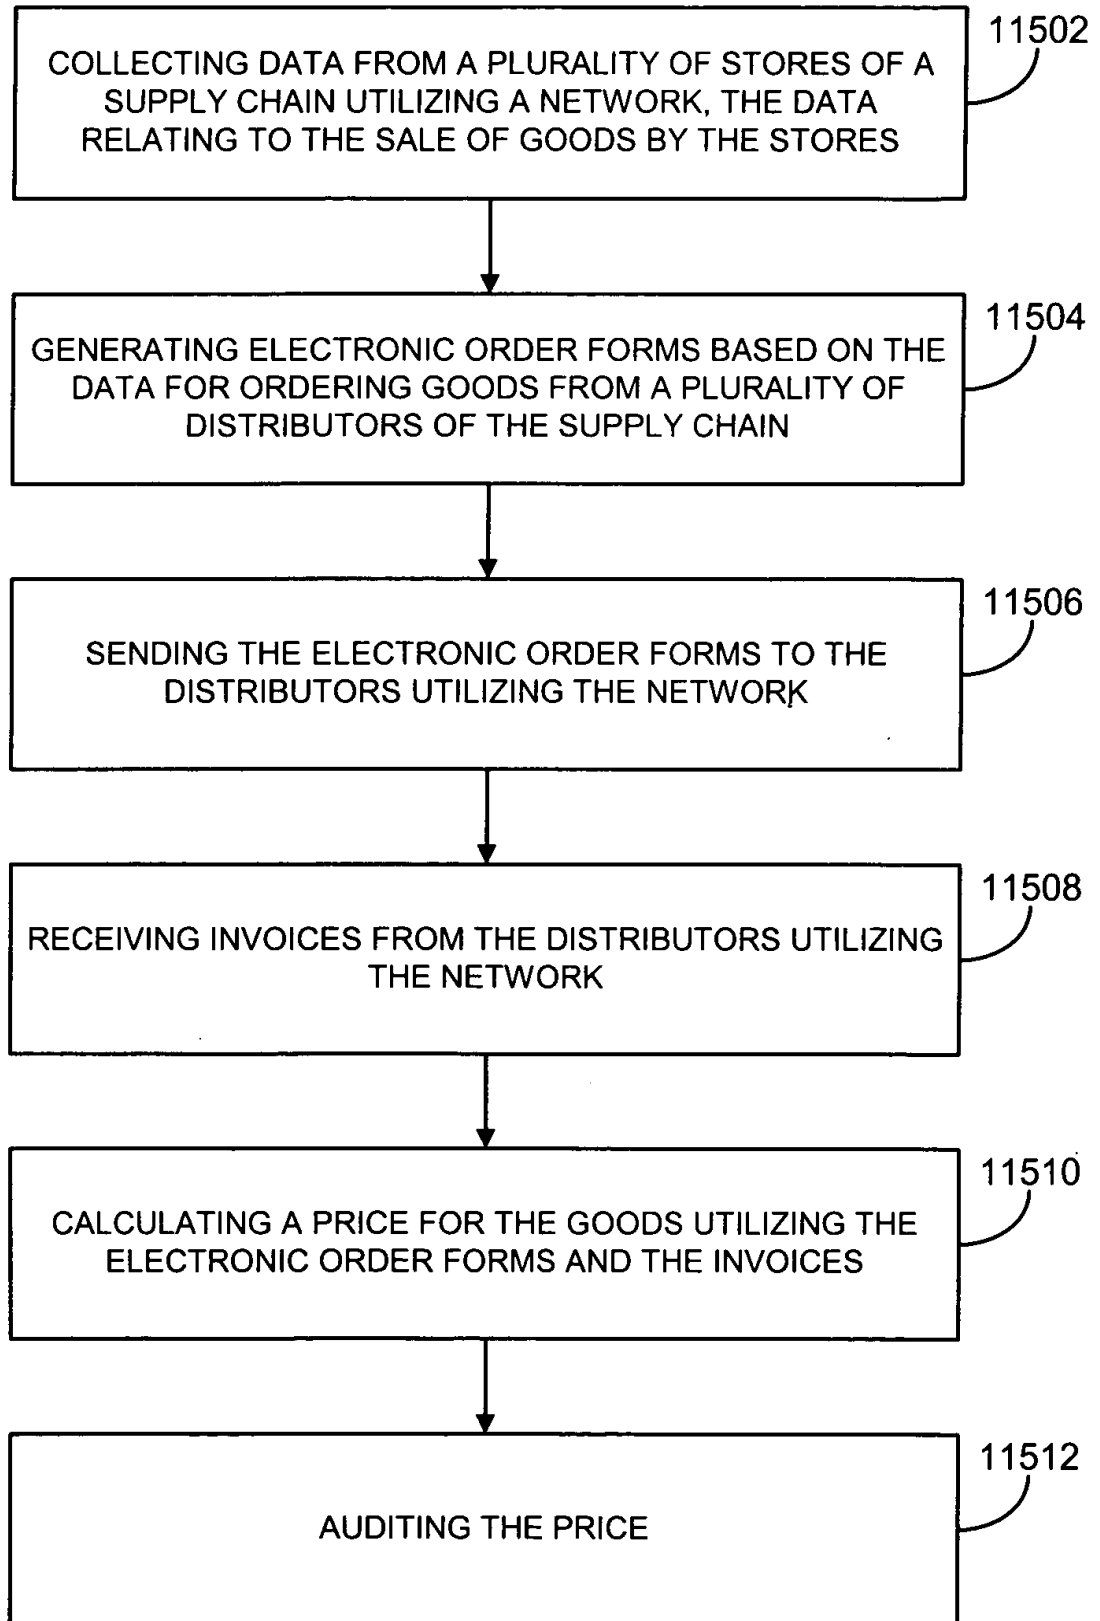 11502
COLLECTING DATA FROM A PLURALITY OF STORES OF A
SUPPLY CHAIN UTILIZING A NETWORK, THE DATA
RELATING TO THE SALE OF GOODS BY THE STORES
11504
GENERATING ELECTRONIC ORDER FORMS BASED ON THE
DATA FOR ORDERING GOODS FROM A PLURALITY OF
DISTRIBUTORS OF THE SUPPLY CHAIN
11506
SENDING THE ELECTRONIC ORDER FORMS TO THE
DISTRIBUTORS UTILIZING THE NETWORK
11508
RECEIVING INVOICES FROM THE DISTRIBUTORS UTILIZING
THE NETWORK
11510
CALCULATING A PRICE FOR THE GOODS UTILIZING THE
ELECTRONIC ORDER FORMS AND THE INVOICES
11512
AUDITING THE PRICE